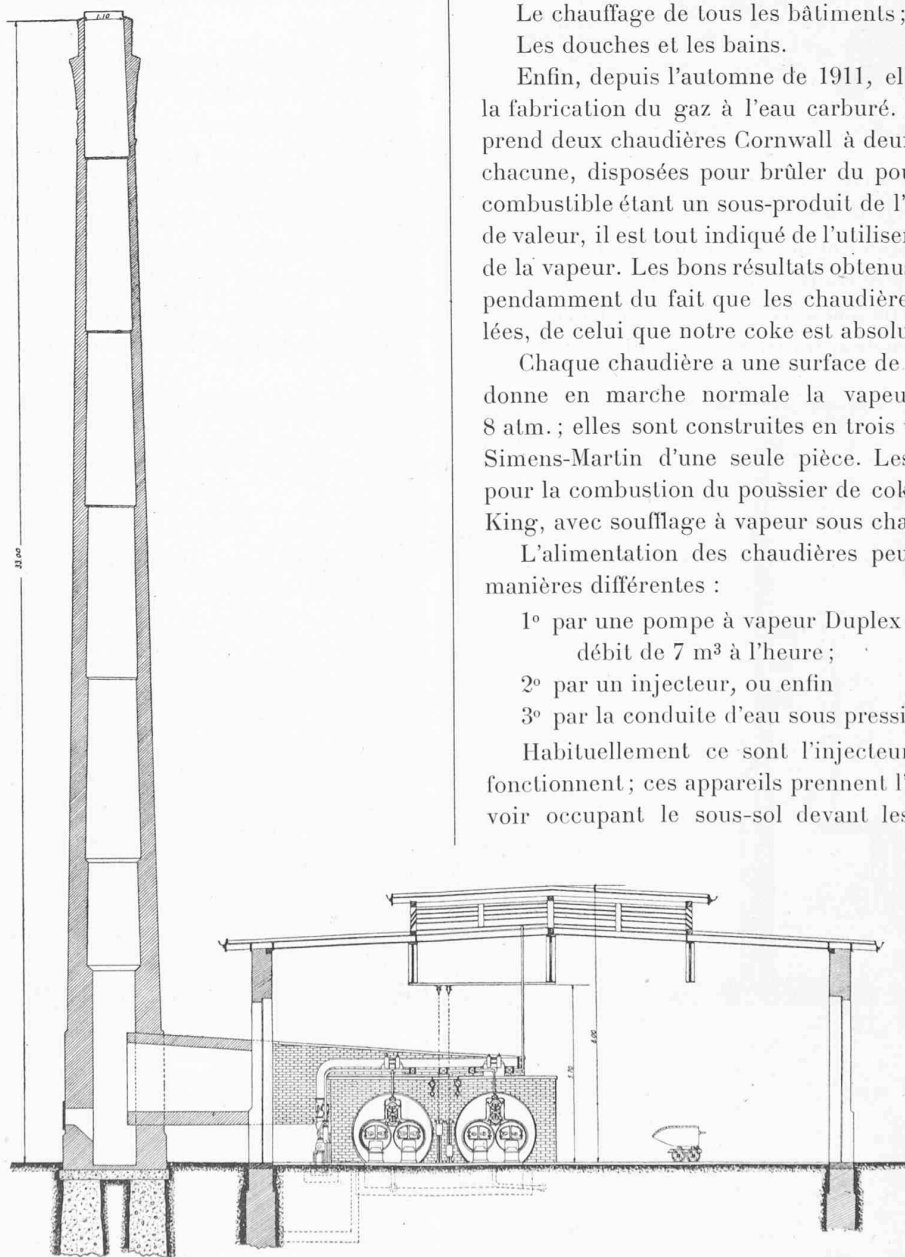 1.10
Le chauffage de tous les bâtiments ;
Les douches et les bains.
Enfin, depuis l'automne de 1911, el
la fabrication du gaz à l'eau carburé.
prend deux chaudières Cornwall à deu
chacune, disposées pour brûler du pou
combustible étant un sous-produit de l'
de valeur, il est tout indiqué de l'utiliser
de la vapeur. Les bons résultats obtenu
pendamment du fait que les chaudière
lées, de celui que notre coke est absolu
Chaque chaudière a une surface de
donne en marche normale la vapeu
8 atm. ; elles sont construites en trois
Simens-Martin d'une seule pièce. Les
pour la combustion du poussier de cok
King, avec soufflage à vapeur sous cha
L'alimentation des chaudières peu
manières différentes :
1º par une pompe à vapeur Duplex
débit de 7 m³ à l'heure ;
2º par un injecteur, ou enfin
3º par la conduite d'eau sous pressi
Habituellement ce sont l'injecteur
fonctionnent ; ces appareils prennent l'
voir occupant le sous-sol devant les
33.00